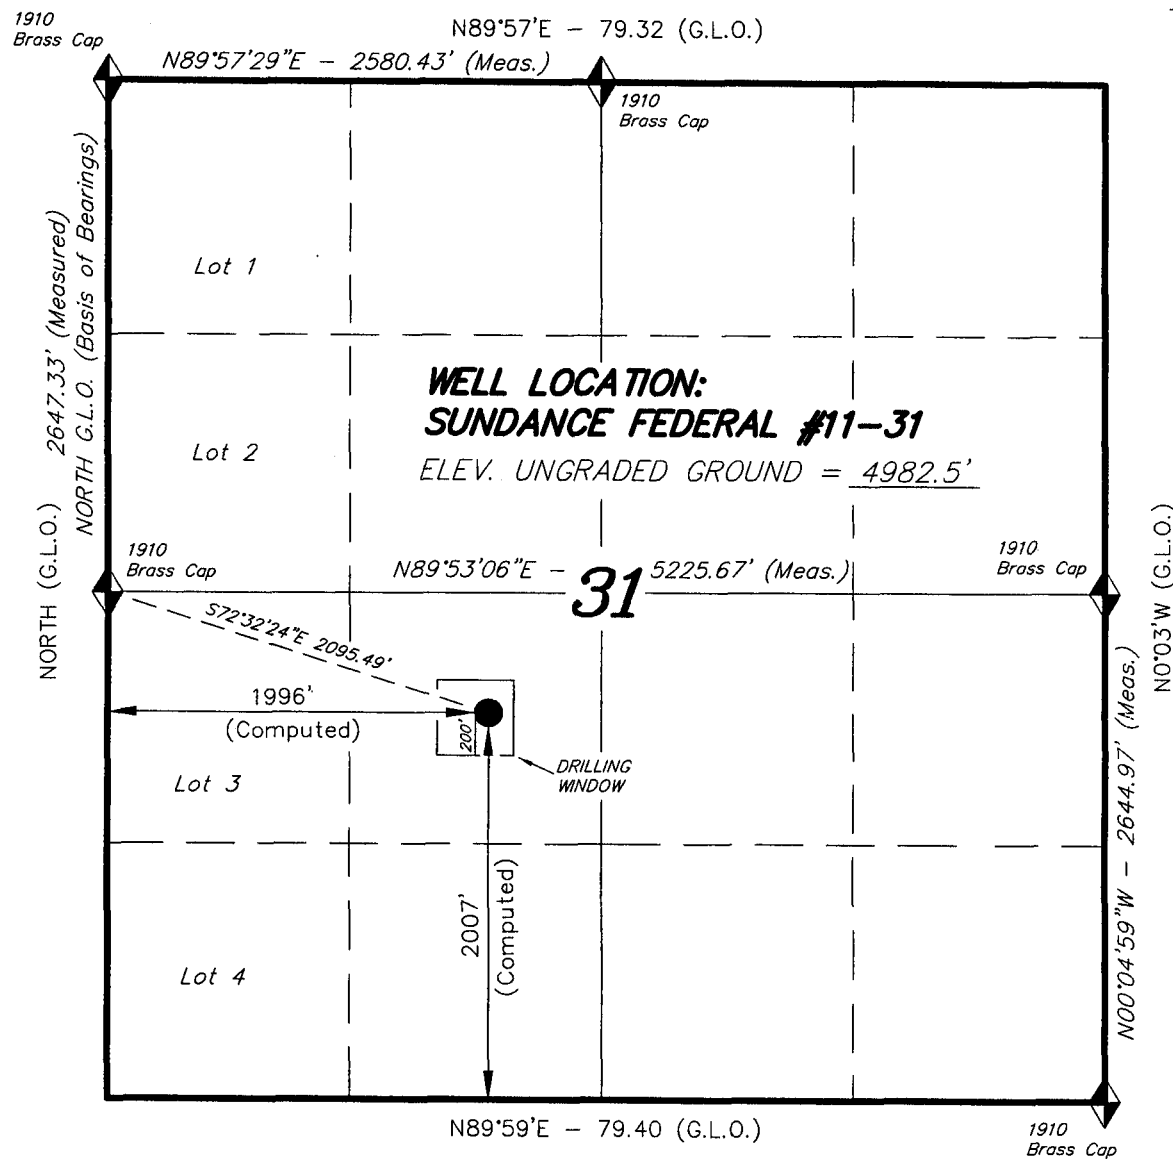 1910
Brass Cap
N89°57'E – 79.32 (G.L.O.)
N89°57'29"E – 2580.43' (Meas.)
1910
Brass Cap
2647.33' (Measured)
NORTH G.L.O. (Basis of Bearings)
Lot 1
WELL LOCATION:
SUNDANCE FEDERAL #11–31
ELEV. UNGRADED GROUND = 4982.5'
Lot 2
NORTH (G.L.O.)
1910
Brass Cap
N89°53'06"E – 5225.67' (Meas.)
31
1910
Brass Cap
N0°03'W (G.L.O.)
S72°32'24"E 2095.49'
1996'
(Computed)
200'
DRILLING
WINDOW
Lot 3
N00°04'59"W – 2644.97' (Meas.)
2007'
(Computed)
Lot 4
N89°59'E – 79.40 (G.L.O.)
1910
Brass Cap